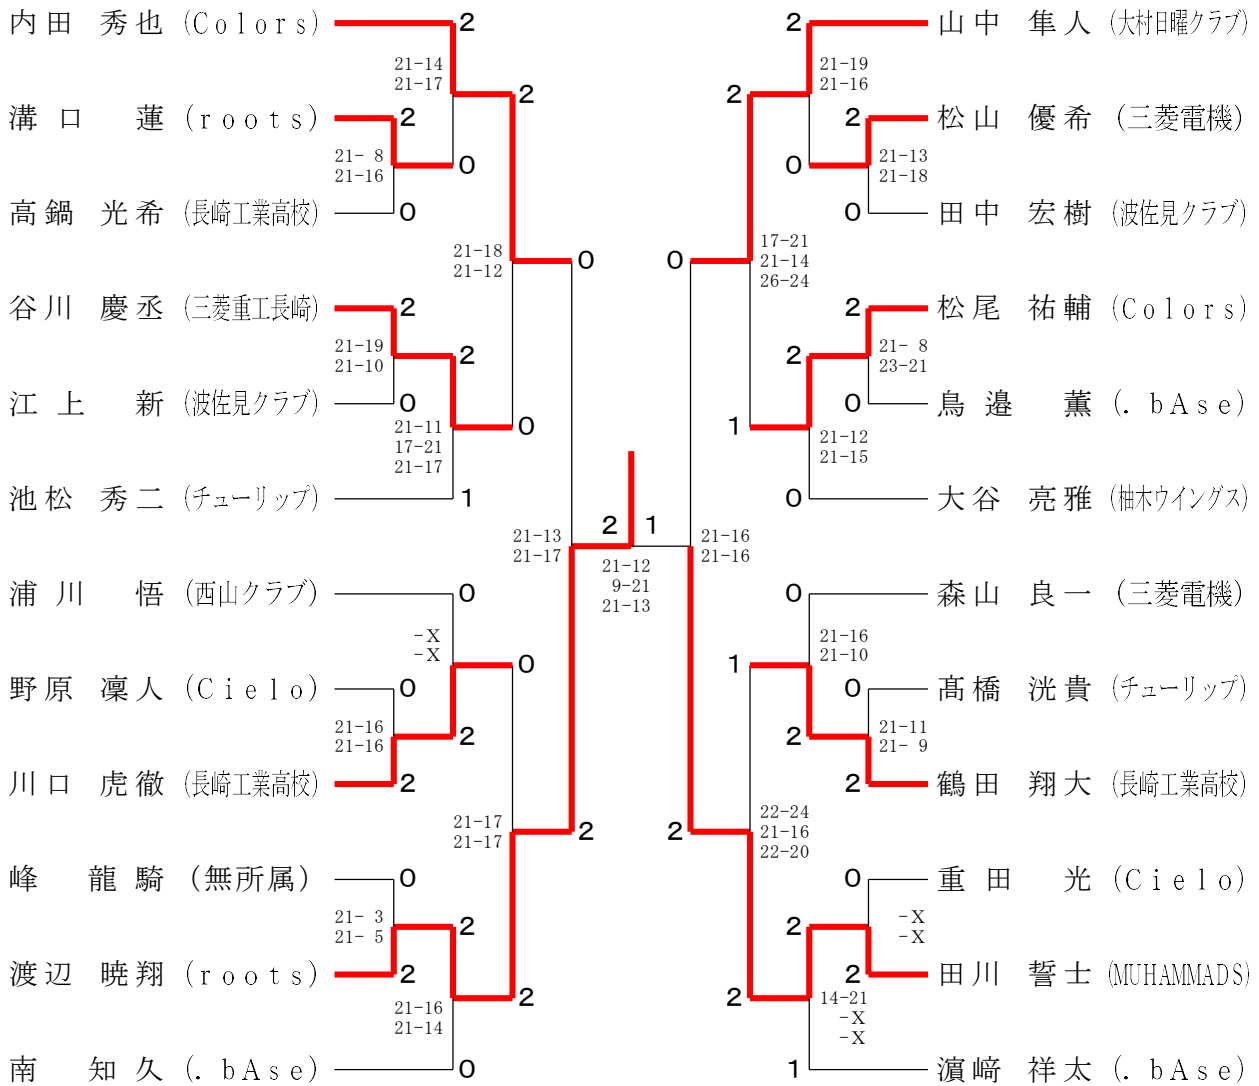 内田 秀也 (Colors) 2 2 山中 隼人 (大村日曜クラブ)
21-14 21-19
21-17 2 2 21-16
溝口 蓮 (roots) 2 2 松山 優希 (三菱電機)
21- 8 0 0 21-13
21-16 21-18
高鍋 光希 (長崎工業高校) 0 0 田中 宏樹 (波佐見クラブ)
21-18 0 0 17-21
21-12 21-14
26-24
谷川 慶丞 (三菱重工長崎) 2 2 松尾 祐輔 (Colors)
21-19 2 2 21- 8
21-10 23-21
江上 新 (波佐見クラブ) 0 0 鳥邉 薫 (. bAse)
21-11 0 1 21-12
17-21 21-15
21-17
池松 秀二 (チューリップ) 1 0 大谷 亮雅 (柚木ウイングス)
21-13 2 1 21-16
21-17 21-16
21-12
9-21
21-13
浦川 悟 (西山クラブ) 0 0 森山 良一 (三菱電機)
-X 21-16
-X 0 1 21-10
野原 凜人 (Cielo) 0 0 髙橋 洸貴 (チューリップ)
21-16 2 2 21-11
21-16 21- 9
川口 虎徹 (長崎工業高校) 2 2 鶴田 翔大 (長崎工業高校)
21-17 2 2 22-24
21-17 21-16
22-20
峰 龍騎 (無所属) 0 0 重田 光 (Cielo)
21- 3 2 2 -X
21- 5 -X
渡辺 暁翔 (roots) 2 2 田川 誓士 (MUHAMMADS)
21-16 2 2 14-21
21-14 -X
-X
南 知久 (. bAse) 0 1 濵﨑 祥太 (. bAse)